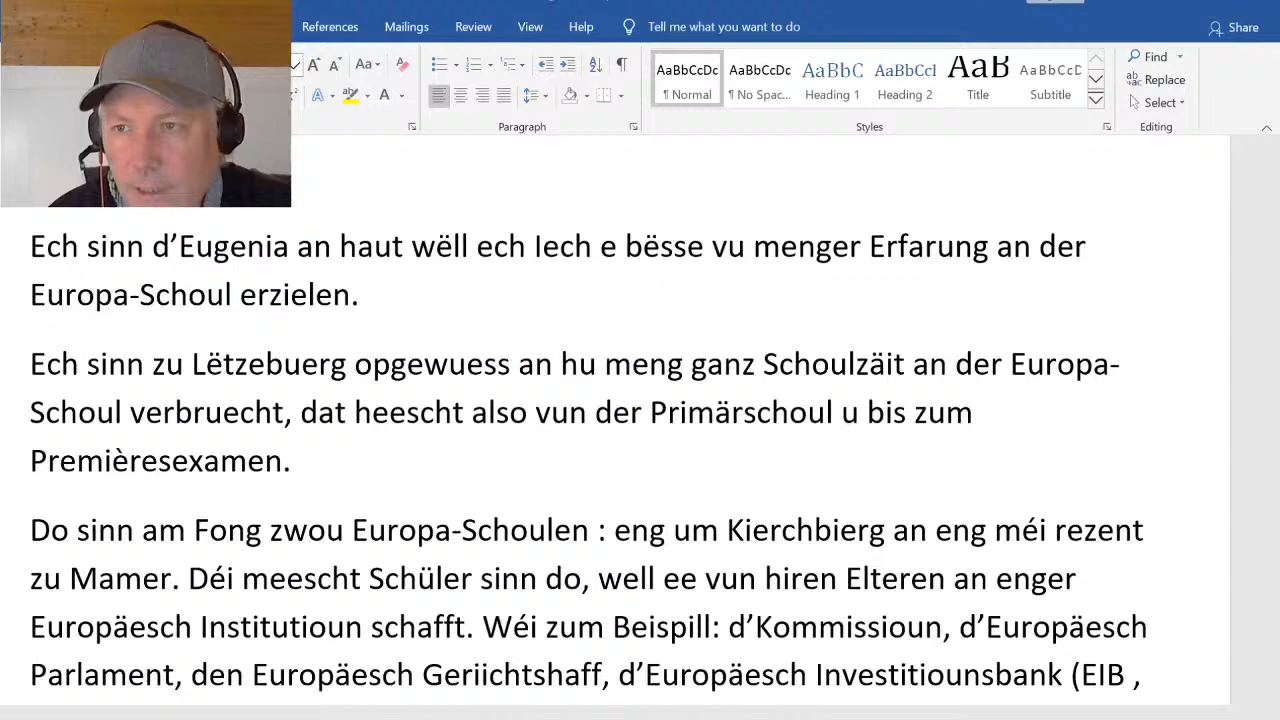 References Mailings Review View Help Tell me what you want to do Share
Aa A
AaBbCcDc AaBbCcDc AaBbC AaBbCcI AaB AaBbCcD
¶ Normal ¶ No Spac... Heading 1 Heading 2 Title Subtitle
Find
Replace
Select
Paragraph Styles Editing
Ech sinn d’Eugenia an haut wëll ech Iech e bësse vu menger Erfarung an der
Europa-Schoul erzielen.
Ech sinn zu Lëtzebuerg opgewuess an hu meng ganz Schoulzäit an der Europa-
Schoul verbruecht, dat heescht also vun der Primärschoul u bis zum
Premièresexamen.
Do sinn am Fong zwou Europa-Schoulen : eng um Kierchbierg an eng méi rezent
zu Mamer. Déi meescht Schüler sinn do, well ee vun hiren Elteren an enger
Europäesch Institutioun schafft. Wéi zum Beispill: d’Kommissioun, d’Europäesch
Parlament, den Europäesch Geriichtshaff, d’Europäesch Investitiounsbank (EIB ,